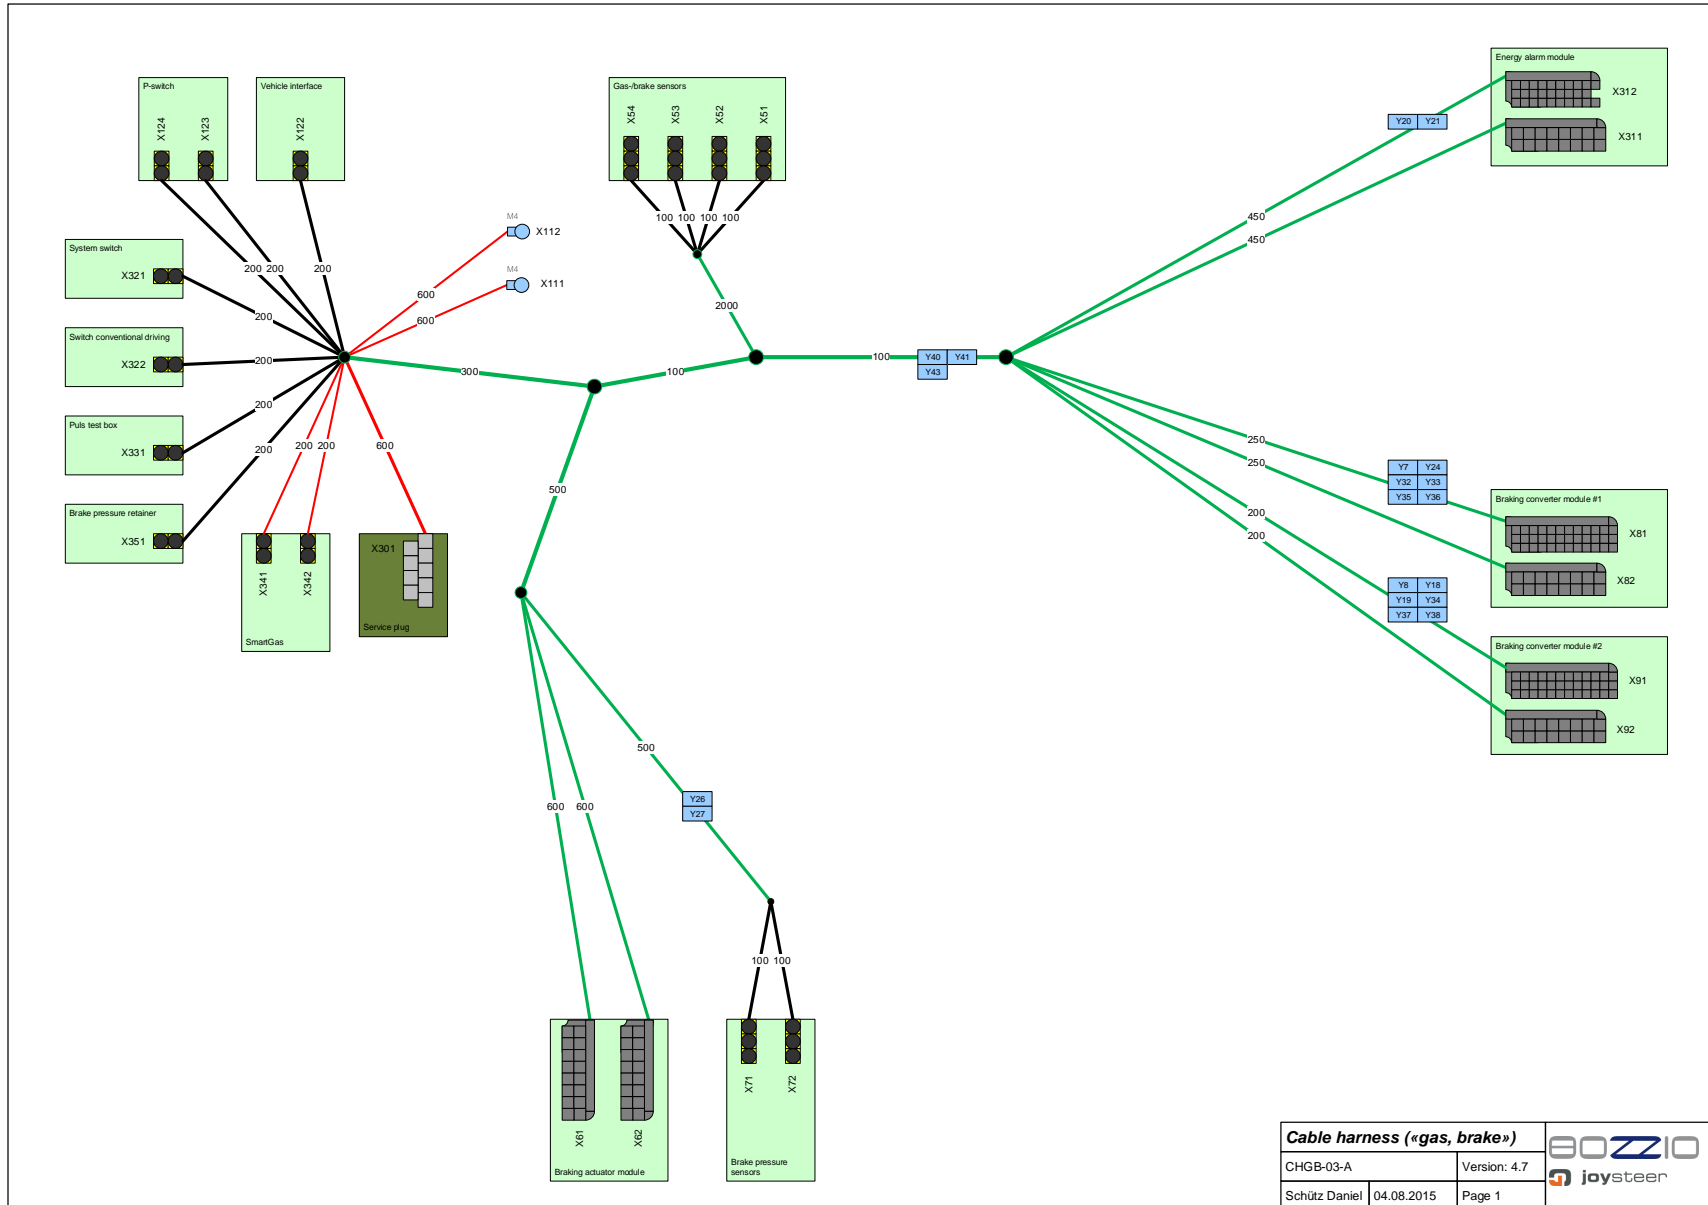 P-switch
X124
X123
Vehicle interface
X122
Gas-/brake sensors
X54
X53
X52
X51
Energy alarm module
X312
X311
Y20 Y21
System switch
X321
Switch conventional driving
X322
Puls test box
X331
Brake pressure retainer
X351
M4
X112
M4
X111
100 100 100 100
200 200 200
600
600
200
200
200
200
200 200 600
2000
300
100
100
Y40 Y41
Y43
450
450
250
250
200
200
500
Y7 Y24
Y32 Y33
Y35 Y36
Braking converter module #1
X81
X82
Y8 Y18
Y19 Y34
Y37 Y38
Braking converter module #2
X91
X92
X341
X342
SmartGas
X301
Service plug
500
600 600
Y26
Y27
100 100
X61
X62
Braking actuator module
X71
X72
Brake pressure
sensors
Cable harness («gas, brake»)
CHGB-03-A Version: 4.7
Schütz Daniel 04.08.2015 Page 1
BOZZIO
joysteer